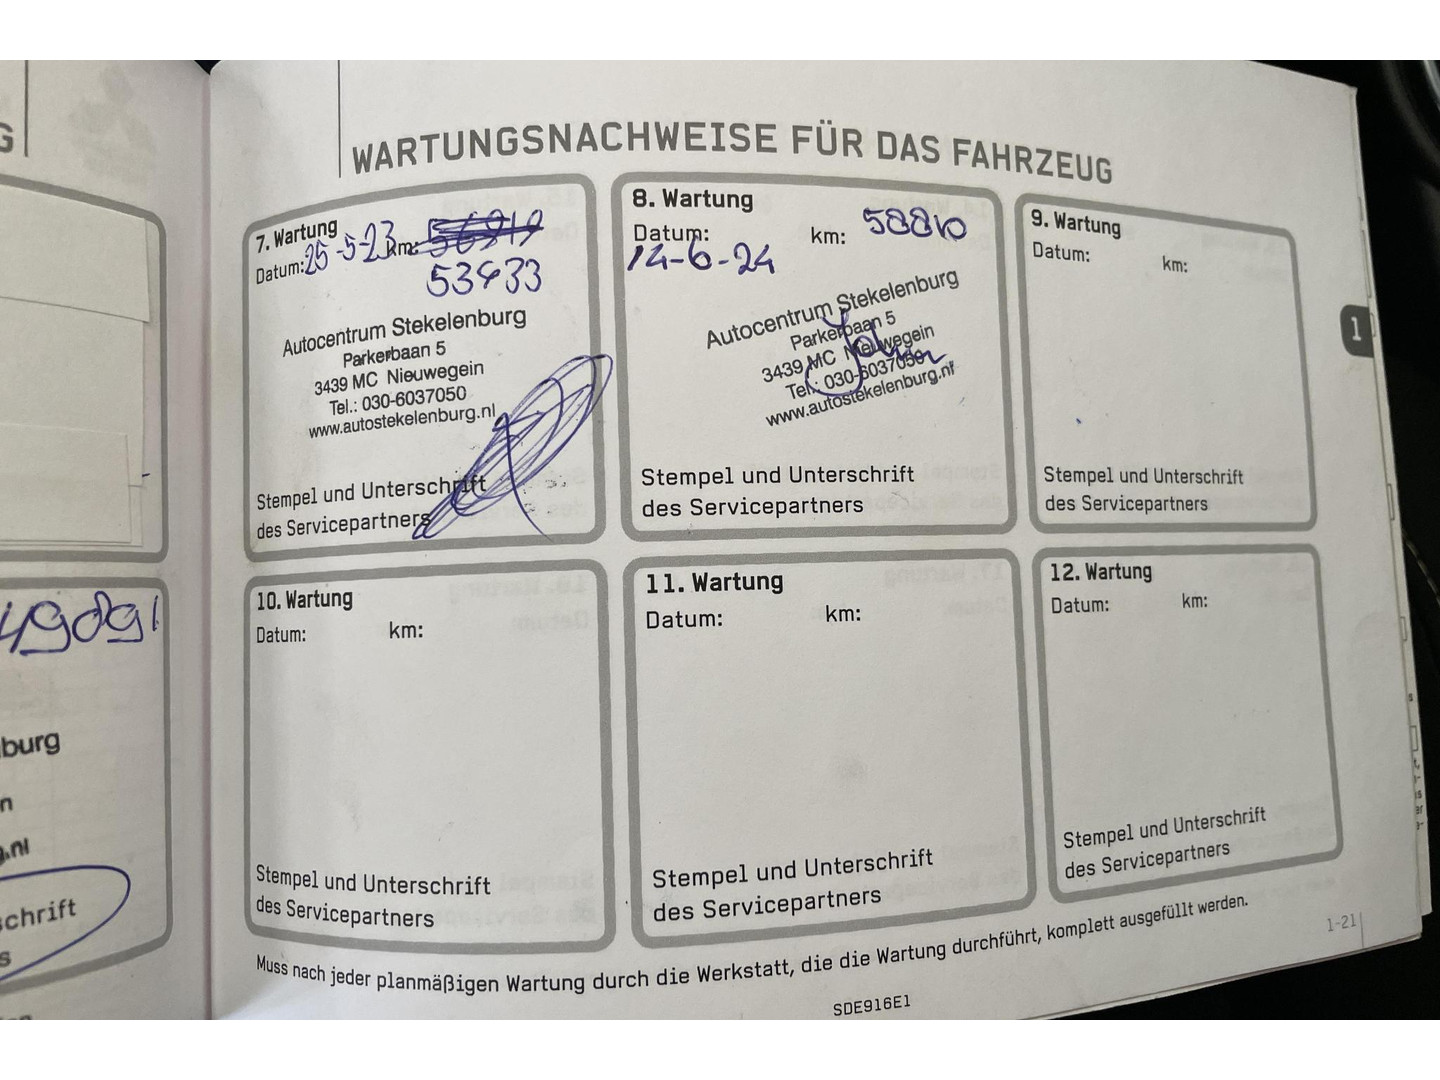 G
49091
burg
n
g.nl
schrift
s
WARTUNGSNACHWEISE FÜR DAS FAHRZEUG
7. Wartung
Datum: 25-5-23 km:
53433
Autocentrum Stekelenburg
Parkerbaan 5
3439 MC Nieuwegein
Tel.: 030-6037050
www.autostekelenburg.nl
Stempel und Unterschrift
des Servicepartners
8. Wartung
Datum: km: 58810
14-6-24
Autocentrum Stekelenburg
Parkerbaan 5
3439 MC Nieuwegein
Tel.: 030-6037050
www.autostekelenburg.nl
Stempel und Unterschrift
des Servicepartners
9. Wartung
Datum: km:
Stempel und Unterschrift
des Servicepartners
1
10. Wartung
Datum: km:
Stempel und Unterschrift
des Servicepartners
11. Wartung
Datum: km:
Stempel und Unterschrift
des Servicepartners
12. Wartung
Datum: km:
Stempel und Unterschrift
des Servicepartners
Muss nach jeder planmäßigen Wartung durch die Werkstatt, die die Wartung durchführt, komplett ausgefüllt werden.
1-21
SDE916E1